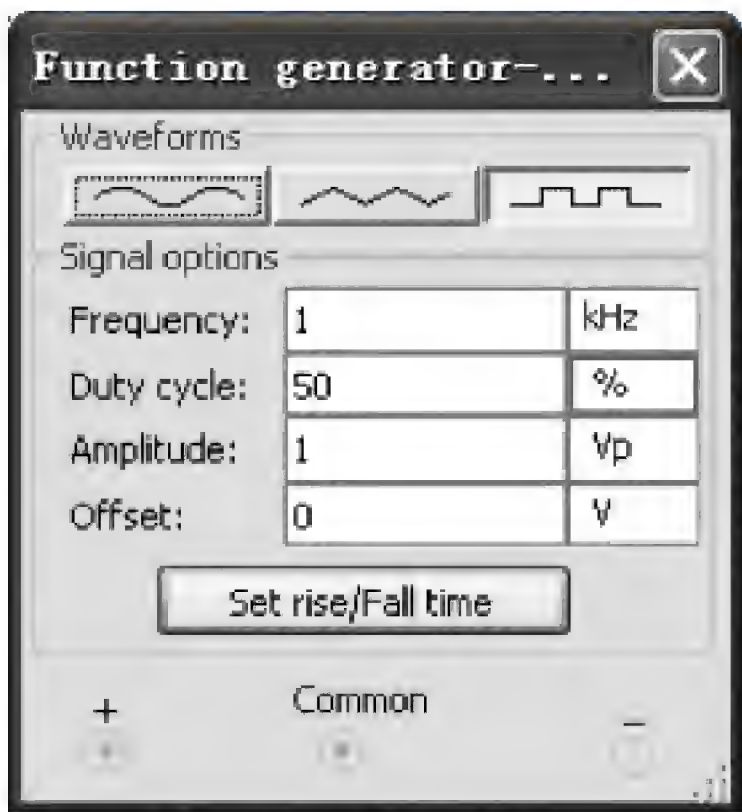 Function generator-...
Waveforms
Signal options
Frequency: 1 kHz
Duty cycle: 50 %
Amplitude: 1 Vp
Offset: 0 V
Set rise/Fall time
+ Common −